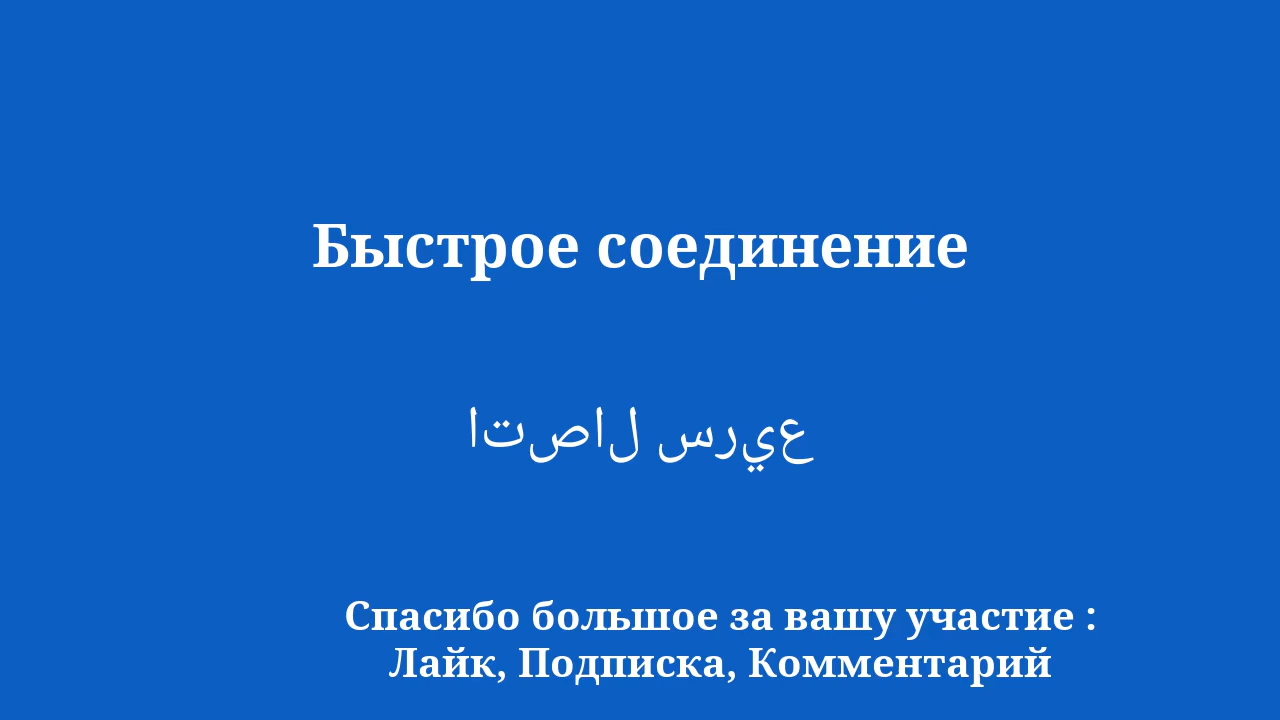 Быстрое соединение
اتصال سريع
Спасибо большое за вашу участие :
Лайк, Подписка, Комментарий